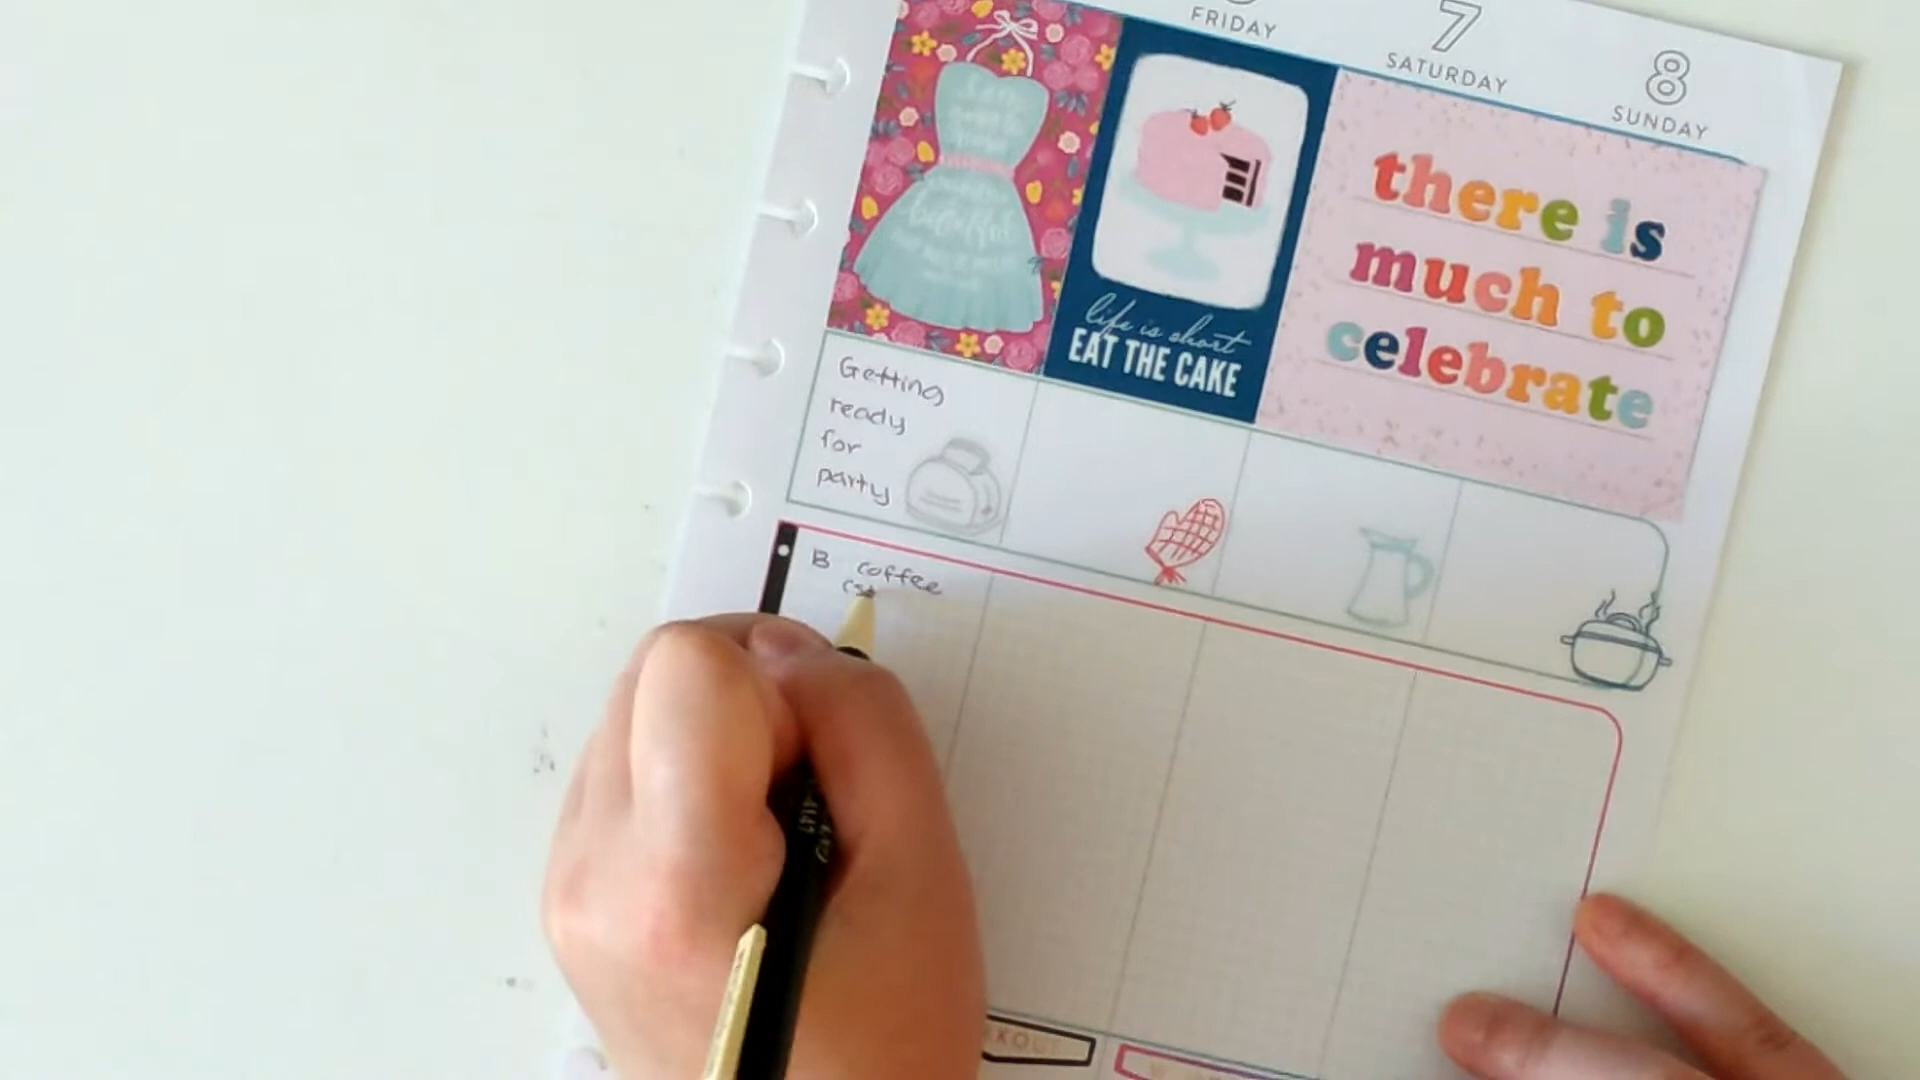 FRIDAY
7
SATURDAY
8
SUNDAY
beautiful
life is short
EAT THE CAKE
there is
much to
celebrate
Getting
ready
for
party
B coffee